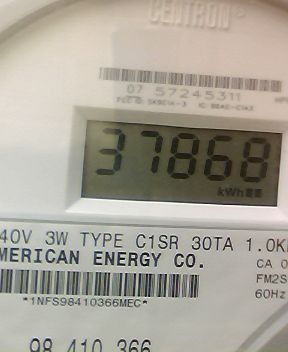 CENTRON
07 57245311
37868
kWh
40V 3W TYPE C1SR 30TA 1.0K
MERICAN ENERGY CO.
CA 0
FM2S
60Hz
*1NFS98410366MEC*
98 410 366